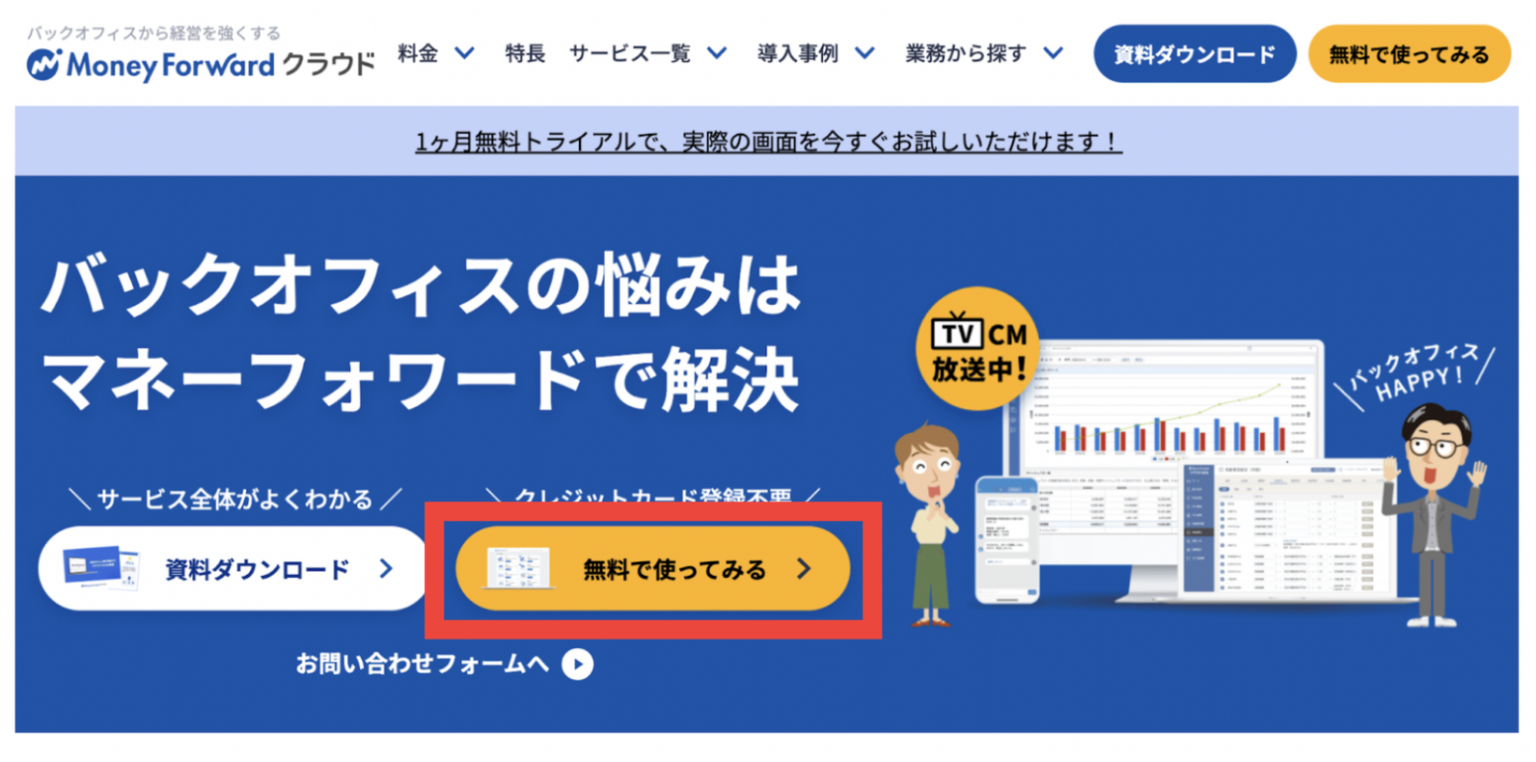 バックオフィスから経営を強くする
Money Forward クラウド
料金
特長
サービス一覧
導入事例
業務から探す
資料ダウンロード
無料で使ってみる
1ヶ月無料トライアルで、実際の画面を今すぐお試しいただけます！
バックオフィスの悩みは
マネーフォワードで解決
TV CM
放送中!
バックオフィス
HAPPY!
サービス全体がよくわかる
クレジットカード登録不要
資料ダウンロード
無料で使ってみる
お問い合わせフォームへ